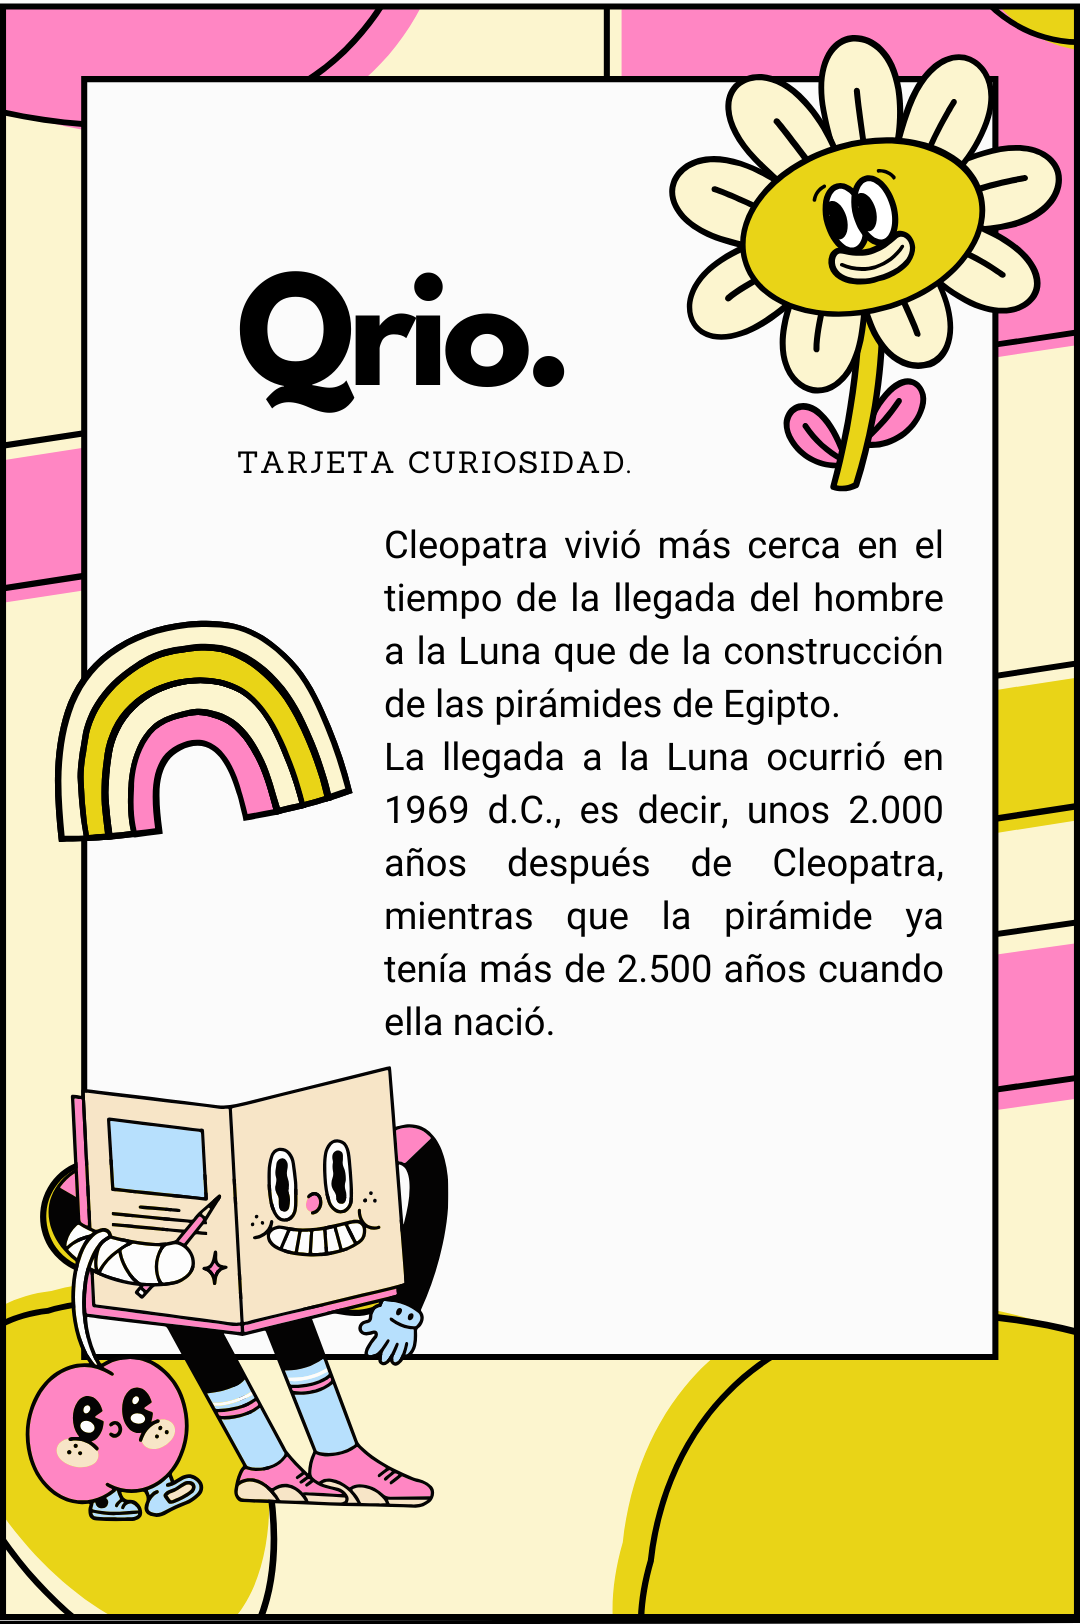 Qrio.
TARJETA CURIOSIDAD.
Cleopatra vivió más cerca en el
tiempo de la llegada del hombre
a la Luna que de la construcción
de las pirámides de Egipto.
La llegada a la Luna ocurrió en
1969 d.C., es decir, unos 2.000
años después de Cleopatra,
mientras que la pirámide ya
tenía más de 2.500 años cuando
ella nació.